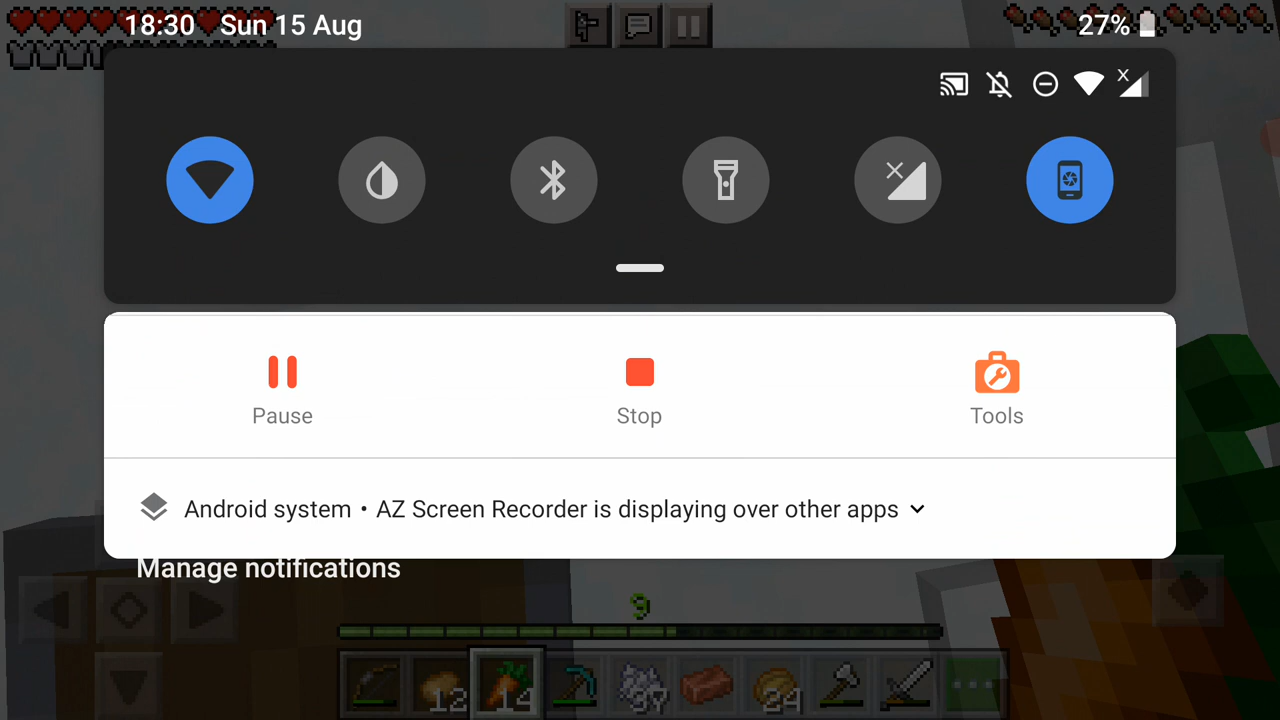 18:30 Sun 15 Aug
27%
Pause
Stop
Tools
Android system • AZ Screen Recorder is displaying over other apps
Manage notifications
9
12
14
37
24